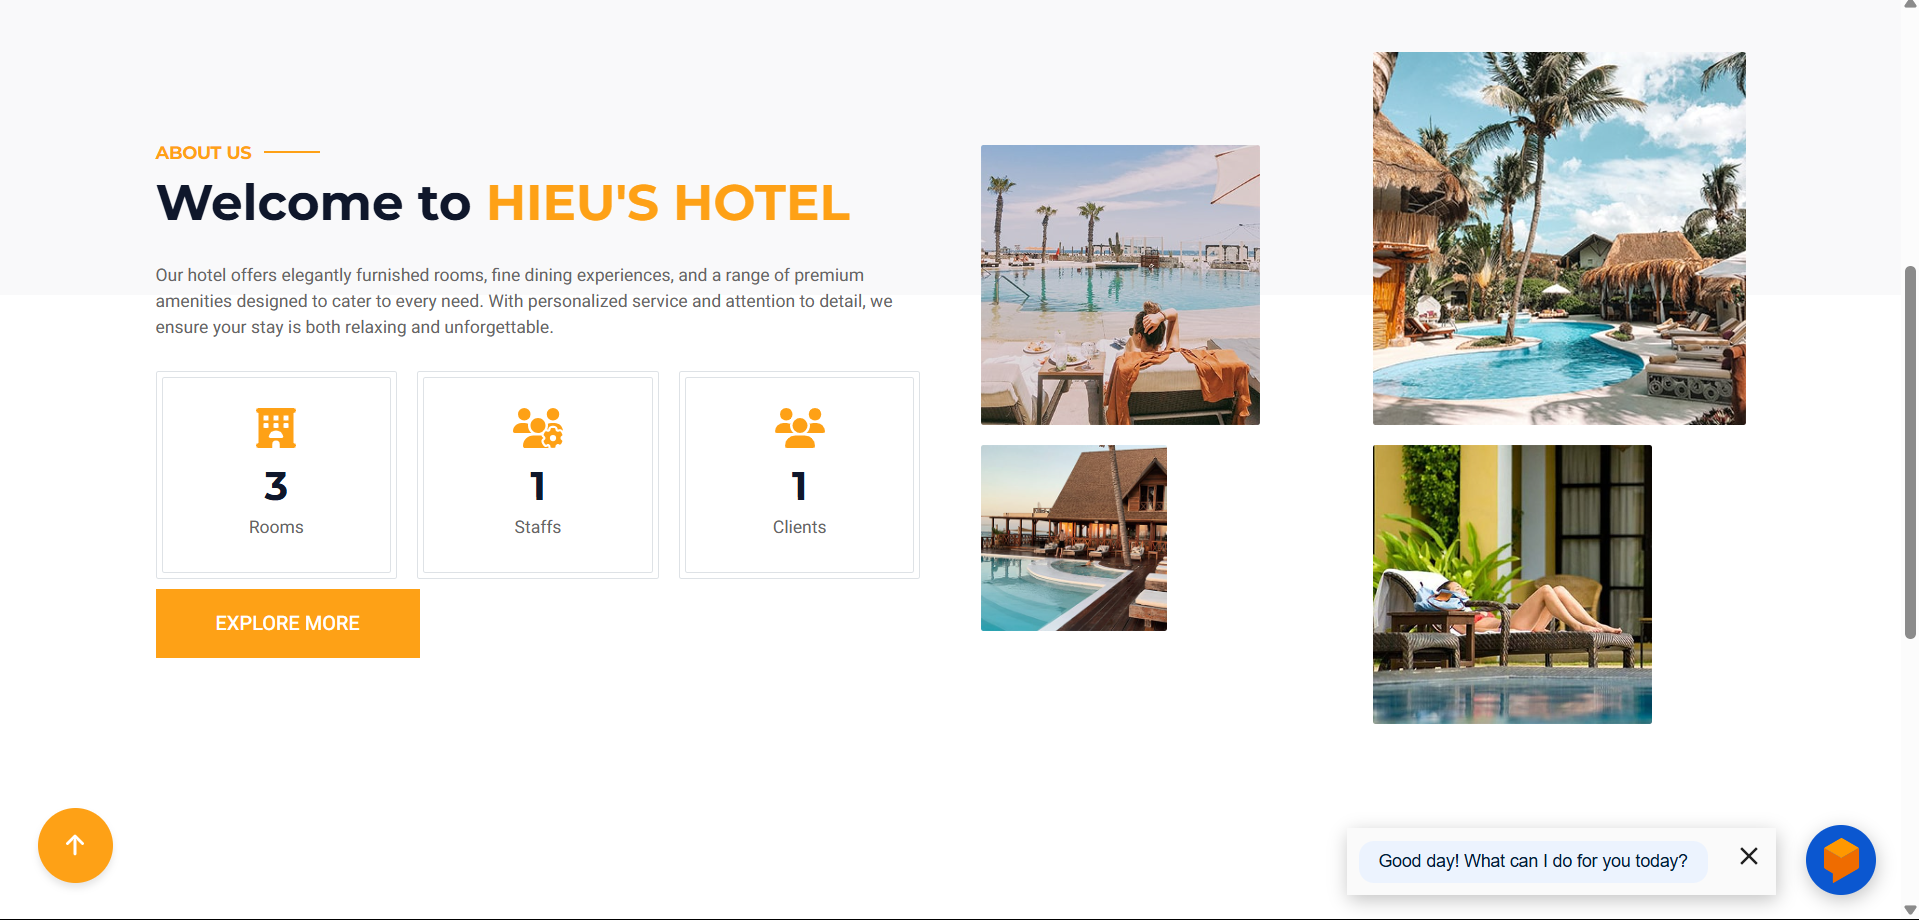 ABOUT US
Welcome to HIEU'S HOTEL
Our hotel offers elegantly furnished rooms, fine dining experiences, and a range of premium
amenities designed to cater to every need. With personalized service and attention to detail, we
ensure your stay is both relaxing and unforgettable.
3
Rooms
1
Staffs
1
Clients
EXPLORE MORE
Good day! What can I do for you today?